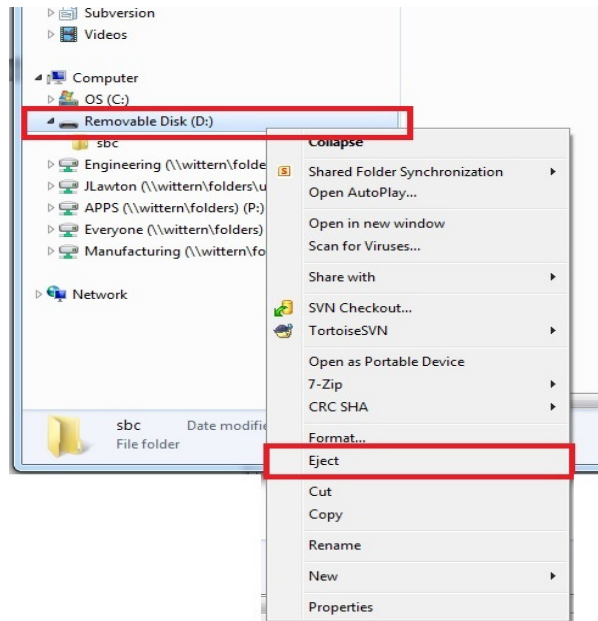 Subversion
Videos
Computer
OS (C:)
Removable Disk (D:)
sbc
Engineering (\\wittern\folde
JLawton (\\wittern\folders\u
APPS (\\wittern\folders) (P:)
Everyone (\\wittern\folders)
Manufacturing (\\wittern\fo
Network
sbc Date modifie
File folder
Collapse
Shared Folder Synchronization
Open AutoPlay...
Open in new window
Scan for Viruses...
Share with
SVN Checkout...
TortoiseSVN
Open as Portable Device
7-Zip
CRC SHA
Format...
Eject
Cut
Copy
Rename
New
Properties